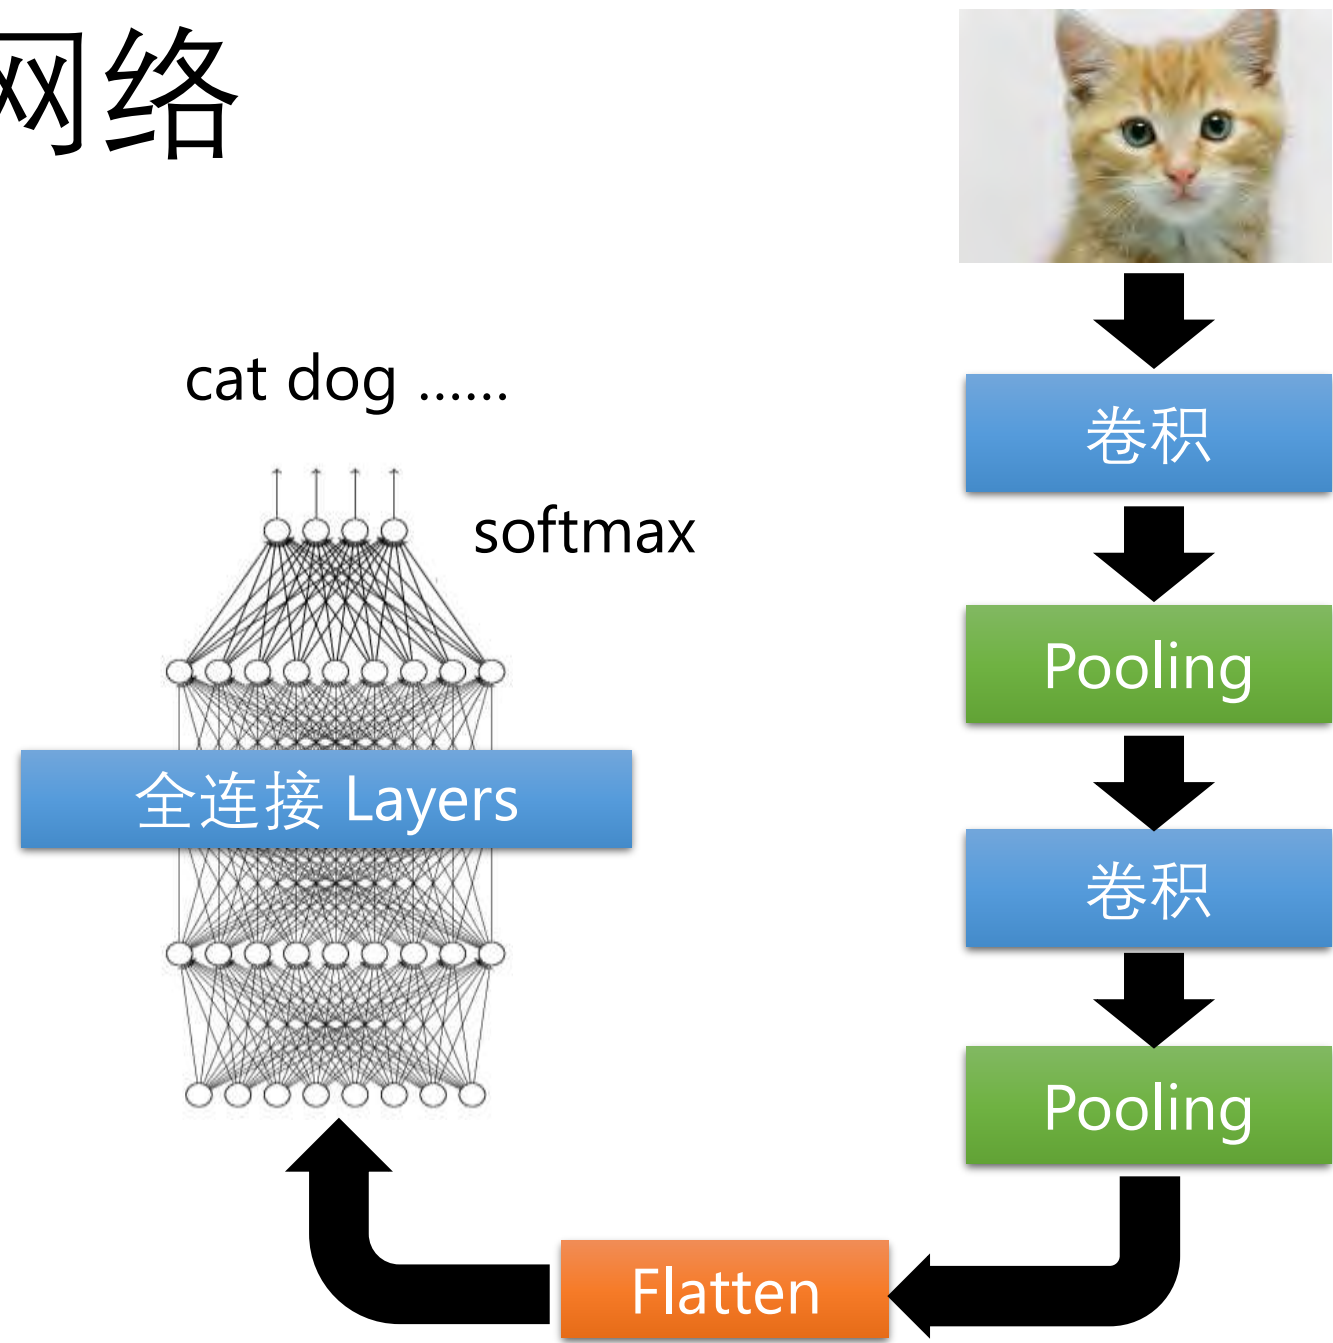 网络
cat dog ......
softmax
全连接 Layers
卷积
Pooling
卷积
Pooling
Flatten